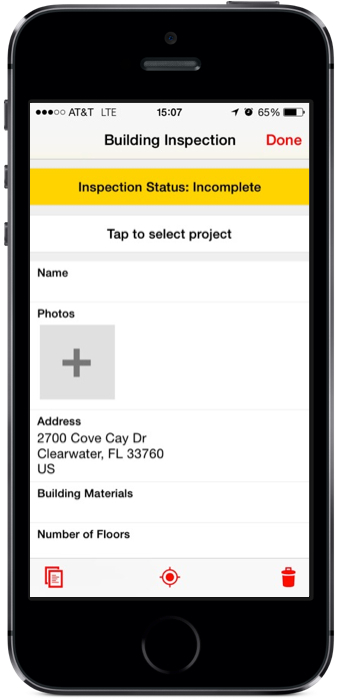 AT&T LTE 15:07 65%
Building Inspection Done
Inspection Status: Incomplete
Tap to select project
Name
Photos
Address
2700 Cove Cay Dr
Clearwater, FL 33760
US
Building Materials
Number of Floors